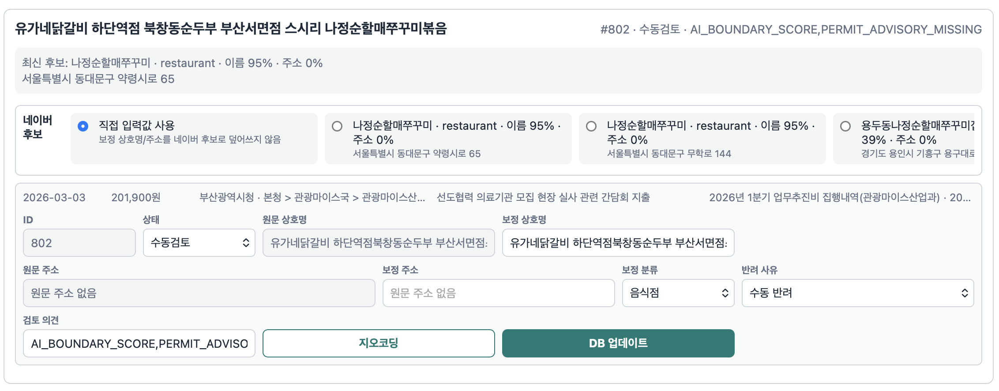 유가네닭갈비 하단역점 북창동순두부 부산서면점 스시리 나정순할매쭈꾸미볶음
#802 · 수동검토 · AI_BOUNDARY_SCORE,PERMIT_ADVISORY_MISSING
최신 후보: 나정순할매쭈꾸미 · restaurant · 이름 95% · 주소 0%
서울특별시 동대문구 약령시로 65
네이버
후보
직접 입력값 사용
보정 상호명/주소를 네이버 후보로 덮어쓰지 않음
나정순할매쭈꾸미 · restaurant · 이름 95% ·
주소 0%
서울특별시 동대문구 약령시로 65
나정순할매쭈꾸미 · restaurant · 이름 95% ·
주소 0%
서울특별시 동대문구 무학로 144
용두동나정순할매쭈꾸미
39% · 주소 0%
경기도 용인시 기흥구 용구대로
2026-03-03 201,900원 부산광역시청 · 본청 > 관광마이스국 > 관광마이스산... 선도협력 의료기관 모집 현장 실사 관련 간담회 지출 2026년 1분기 업무추진비 집행내역(관광마이스산업과) · 20...
ID 상태 원문 상호명 보정 상호명
802 수동검토 유가네닭갈비 하단역점북창동순두부 부산서면점 유가네닭갈비 하단역점북창동순두부 부산서면점
원문 주소 보정 주소 보정 분류 반려 사유
원문 주소 없음 원문 주소 없음 음식점 수동 반려
검토 의견
AI_BOUNDARY_SCORE,PERMIT_ADVISO 지오코딩 DB 업데이트